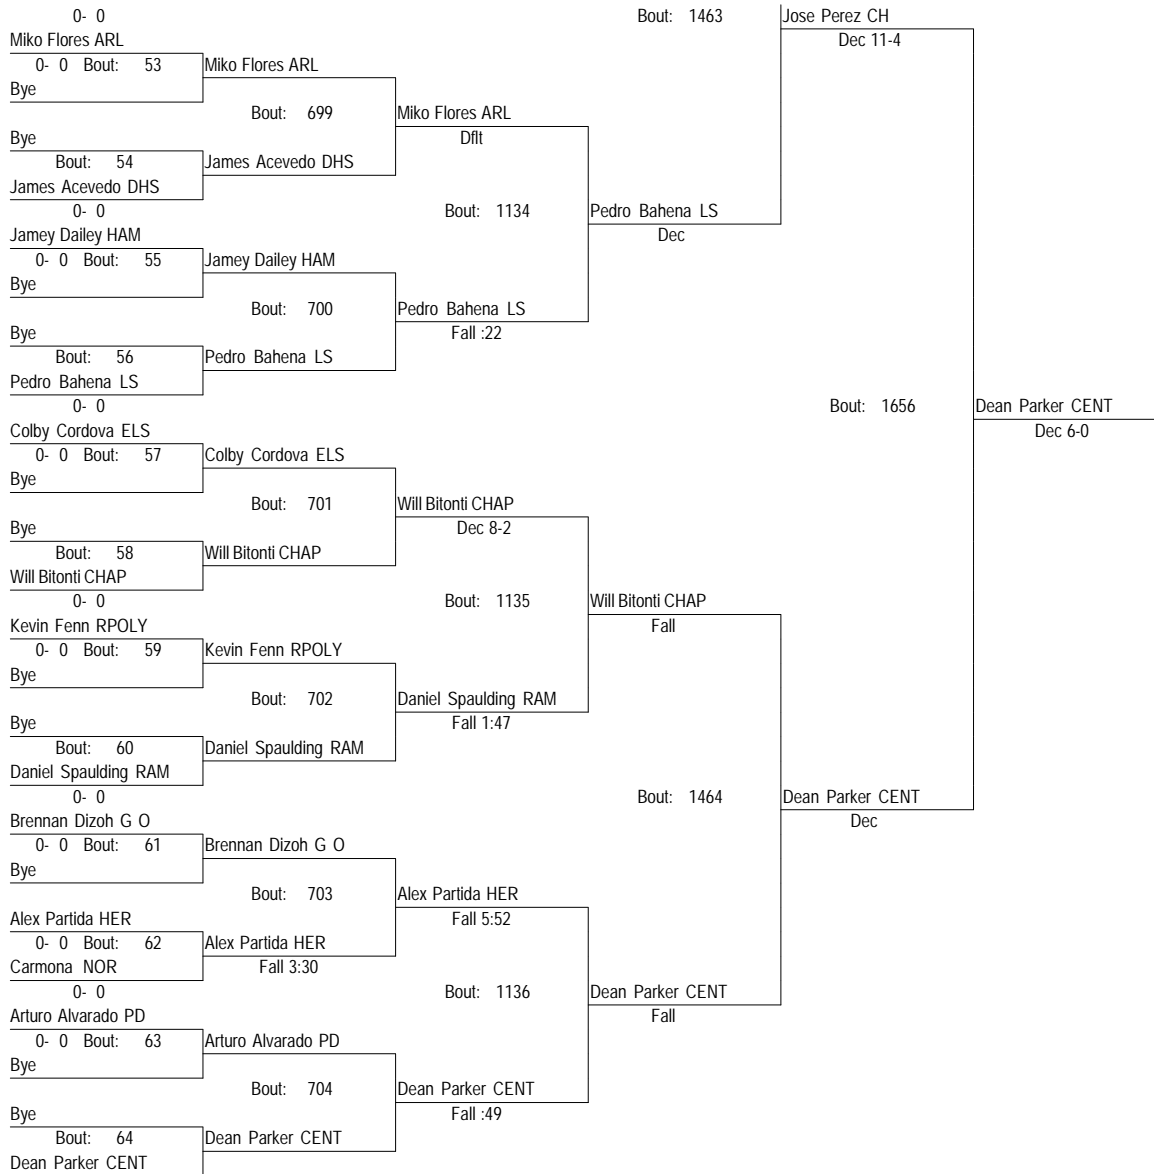 0- 0
Bout: 1463
Jose Perez CH
Miko Flores ARL
Dec 11-4
0- 0 Bout: 53
Miko Flores ARL
Bye
Bout: 699
Miko Flores ARL
Dflt
Bye
Bout: 54
James Acevedo DHS
James Acevedo DHS
0- 0
Bout: 1134
Pedro Bahena LS
Dec
Jamey Dailey HAM
0- 0 Bout: 55
Jamey Dailey HAM
Bye
Bout: 700
Pedro Bahena LS
Fall :22
Bye
Bout: 56
Pedro Bahena LS
Pedro Bahena LS
0- 0
Bout: 1656
Dean Parker CENT
Dec 6-0
Colby Cordova ELS
0- 0 Bout: 57
Colby Cordova ELS
Bye
Bout: 701
Will Bitonti CHAP
Dec 8-2
Bye
Bout: 58
Will Bitonti CHAP
Will Bitonti CHAP
0- 0
Bout: 1135
Will Bitonti CHAP
Fall
Kevin Fenn RPOLY
0- 0 Bout: 59
Kevin Fenn RPOLY
Bye
Bout: 702
Daniel Spaulding RAM
Fall 1:47
Bye
Bout: 60
Daniel Spaulding RAM
Daniel Spaulding RAM
0- 0
Bout: 1464
Dean Parker CENT
Dec
Brennan Dizoh G O
0- 0 Bout: 61
Brennan Dizoh G O
Bye
Bout: 703
Alex Partida HER
Fall 5:52
Alex Partida HER
0- 0 Bout: 62
Alex Partida HER
Carmona NOR
Fall 3:30
0- 0
Bout: 1136
Dean Parker CENT
Fall
Arturo Alvarado PD
0- 0 Bout: 63
Arturo Alvarado PD
Bye
Bout: 704
Dean Parker CENT
Fall :49
Bye
Bout: 64
Dean Parker CENT
Dean Parker CENT